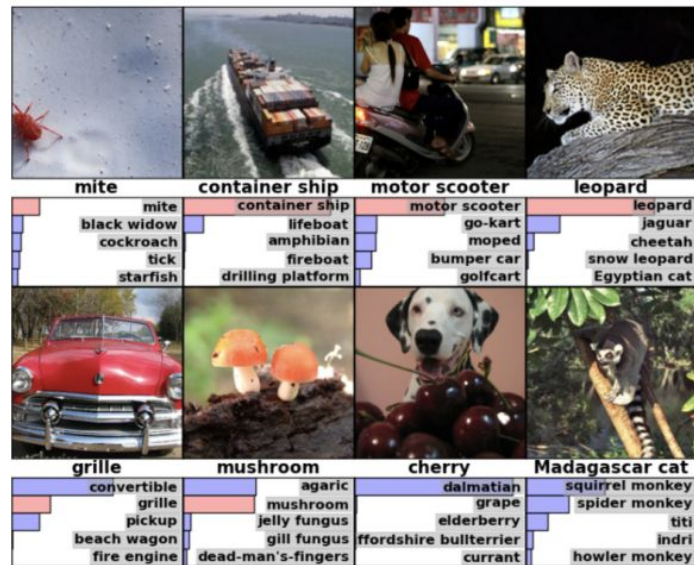 mite
container ship
motor scooter
leopard
mite
black widow
cockroach
tick
starfish
container ship
lifeboat
amphibian
fireboat
drilling platform
motor scooter
go-kart
moped
bumper car
golfcart
leopard
jaguar
cheetah
snow leopard
Egyptian cat
grille
mushroom
cherry
Madagascar cat
convertible
grille
pickup
beach wagon
fire engine
agaric
mushroom
jelly fungus
gill fungus
dead-man's-fingers
dalmatian
grape
elderberry
ffordshire bullterrier
currant
squirrel monkey
spider monkey
titi
indri
howler monkey